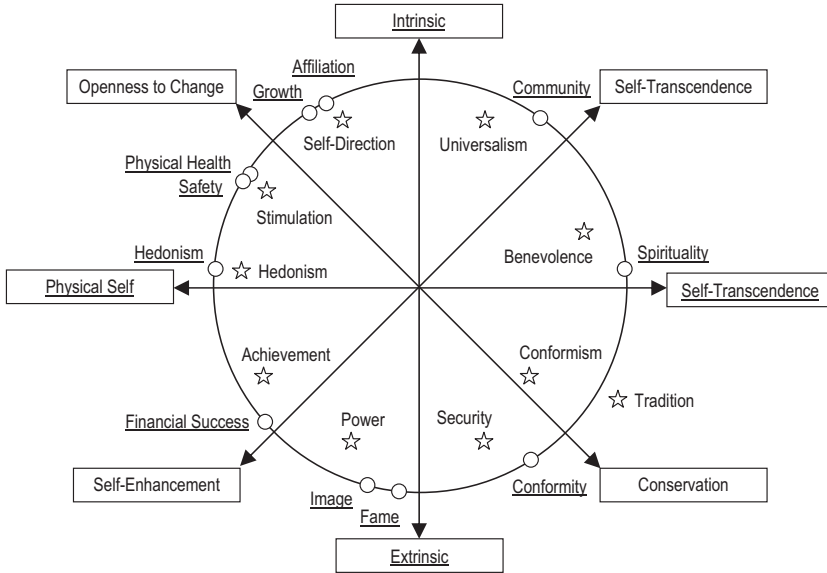 Intrinsic
Affiliation
Openness to Change
Growth
Community
Self-Transcendence
Self-Direction
Universalism
Physical Health
Safety
Stimulation
Hedonism
Hedonism
Benevolence
Spirituality
Physical Self
Self-Transcendence
Achievement
Conformism
Tradition
Financial Success
Power
Security
Self-Enhancement
Image
Fame
Conformity
Conservation
Extrinsic